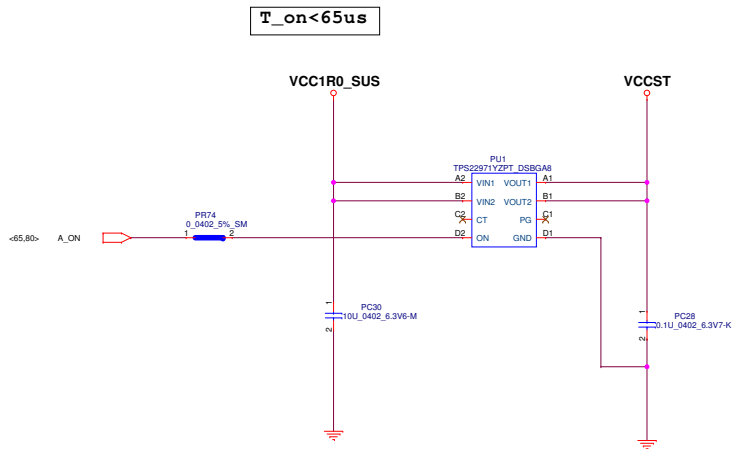 T_on<65us
VCC1R0_SUS
VCCST
PU1
TPS22971YZPT_DSBGA8
A2 VIN1 VOUT1 A1
B2 VIN2 VOUT2 B1
C2 CT PG C1
D2 ON GND D1
PR74
0_0402_5%_SM
<65,80> A_ON 1 2
1
PC30
10U_0402_6.3V6-M
2
1
PC28
0.1U_0402_6.3V7-K
2